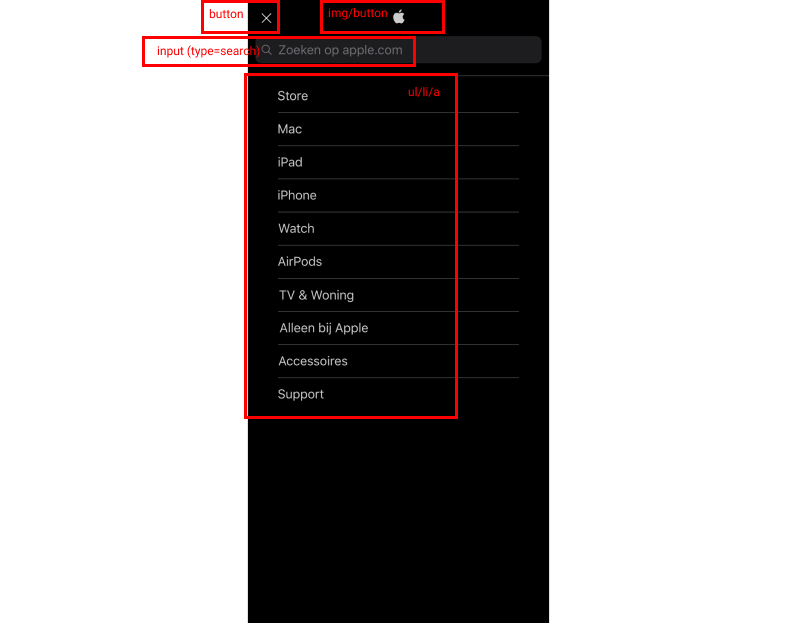 button
img/button
input (type=search)
Zoeken op apple.com
Store
ul/li/a
Mac
iPad
iPhone
Watch
AirPods
TV & Woning
Alleen bij Apple
Accessoires
Support